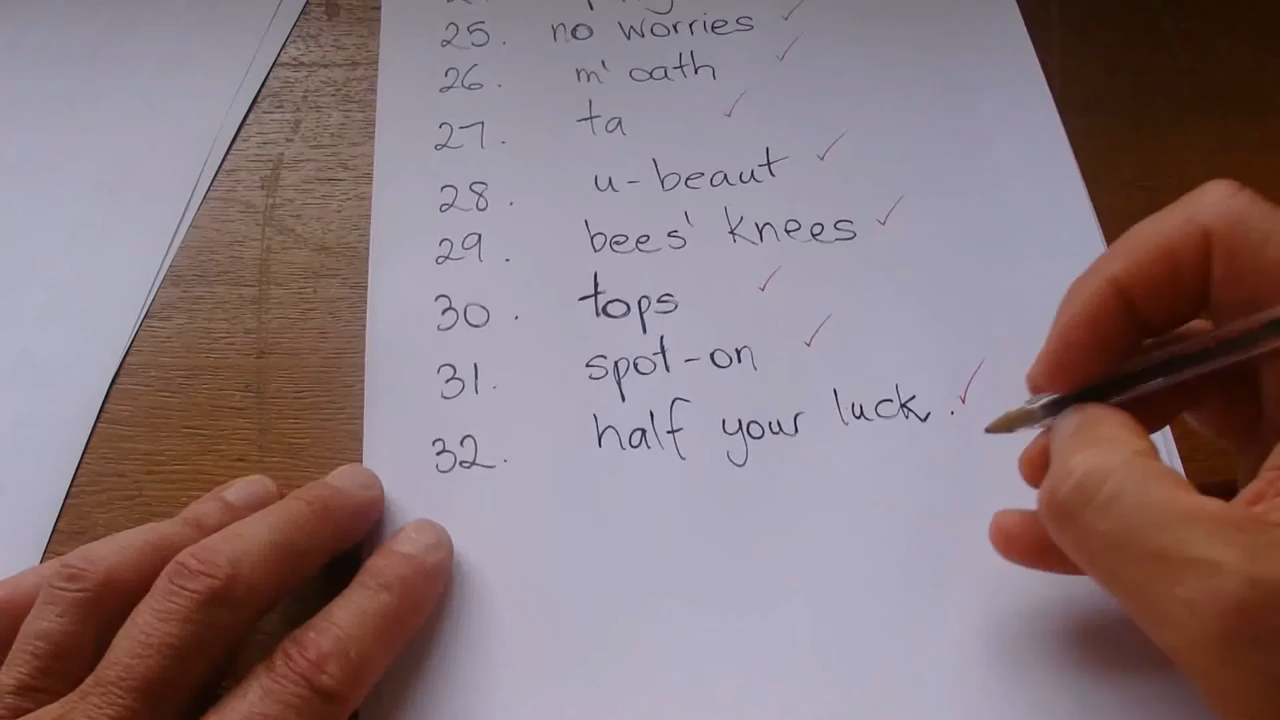 25. no worries ✓
26. m' oath ✓
27. ta ✓
28. u-beaut ✓
29. bees' knees ✓
30. tops ✓
31. spot-on ✓
32. half your luck. ✓